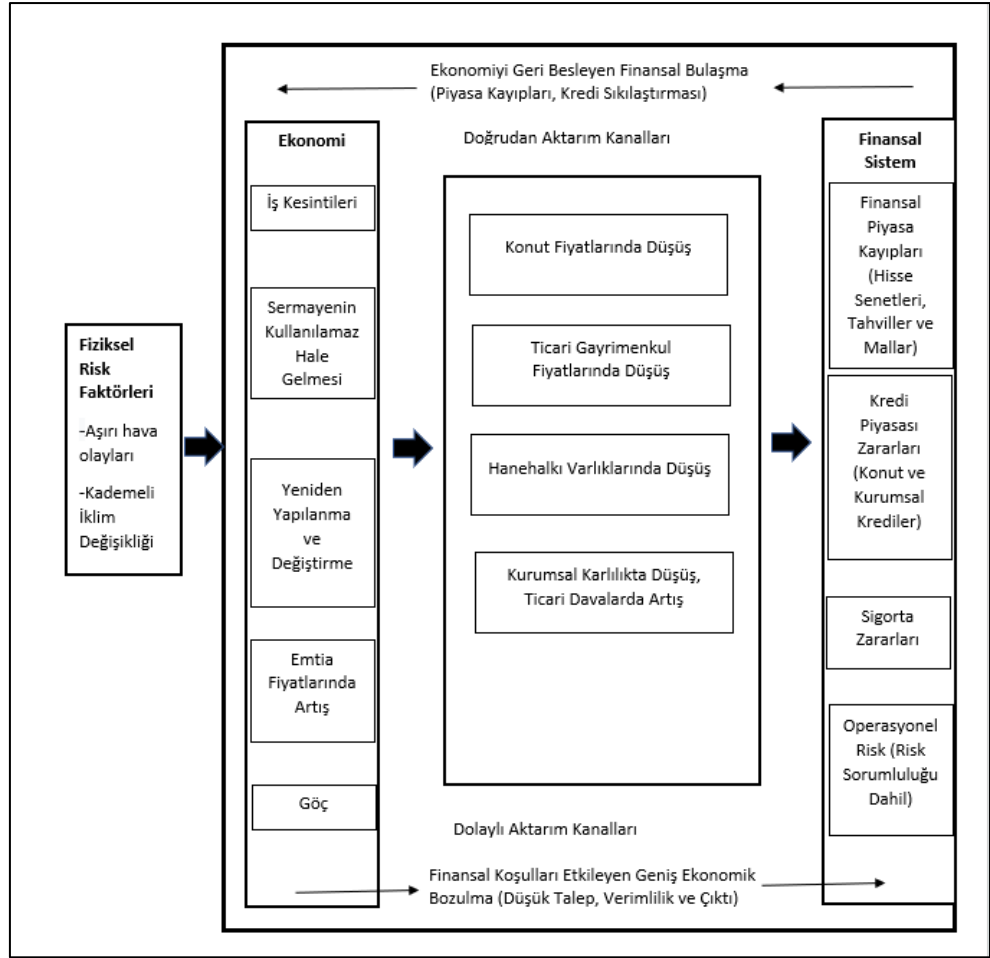 Ekonomiyi Geri Besleyen Finansal Bulaşma
(Piyasa Kayıpları, Kredi Sıkılaştırması)
Fiziksel
Risk
Faktörleri
-Aşırı hava
olayları
-Kademeli
İklim
Değişikliği
Ekonomi
İş Kesintileri
Sermayenin
Kullanılamaz
Hale
Gelmesi
Yeniden
Yapılanma
ve
Değiştirme
Emtia
Fiyatlarında
Artış
Göç
Doğrudan Aktarım Kanalları
Konut Fiyatlarında Düşüş
Ticari Gayrimenkul
Fiyatlarında Düşüş
Hanehalkı Varlıklarında Düşüş
Kurumsal Karlılıkta Düşüş,
Ticari Davalarda Artış
Dolaylı Aktarım Kanalları
Finansal
Sistem
Finansal
Piyasa
Kayıpları
(Hisse
Senetleri,
Tahviller ve
Mallar)
Kredi
Piyasası
Zararları
(Konut ve
Kurumsal
Krediler)
Sigorta
Zararları
Operasyonel
Risk (Risk
Sorumluluğu
Dahil)
Finansal Koşulları Etkileyen Geniş Ekonomik
Bozulma (Düşük Talep, Verimlilik ve Çıktı)